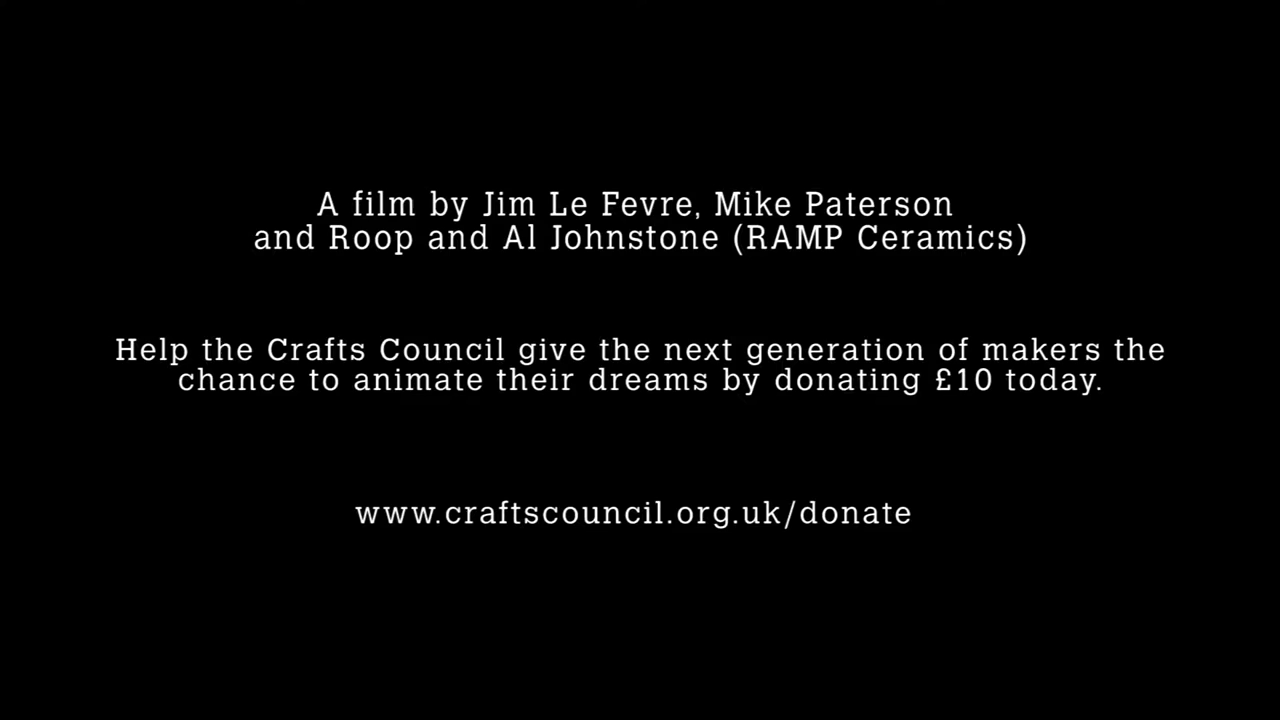 A film by Jim Le Fevre, Mike Paterson
and Roop and Al Johnstone (RAMP Ceramics)
Help the Crafts Council give the next generation of makers the
chance to animate their dreams by donating £10 today.
www.craftscouncil.org.uk/donate